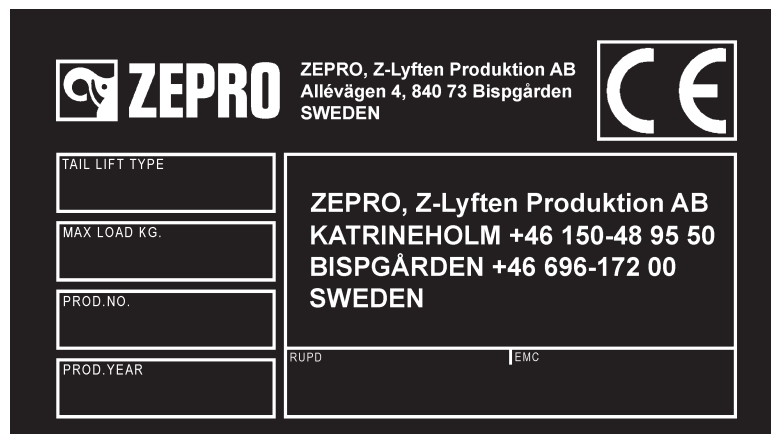 ZEPRO
ZEPRO, Z-Lyften Produktion AB
Allévägen 4, 840 73 Bispgården
SWEDEN
CE
TAIL LIFT TYPE
MAX LOAD KG.
PROD.NO.
PROD.YEAR
ZEPRO, Z-Lyften Produktion AB
KATRINEHOLM +46 150-48 95 50
BISPGÅRDEN +46 696-172 00
SWEDEN
RUPD
EMC